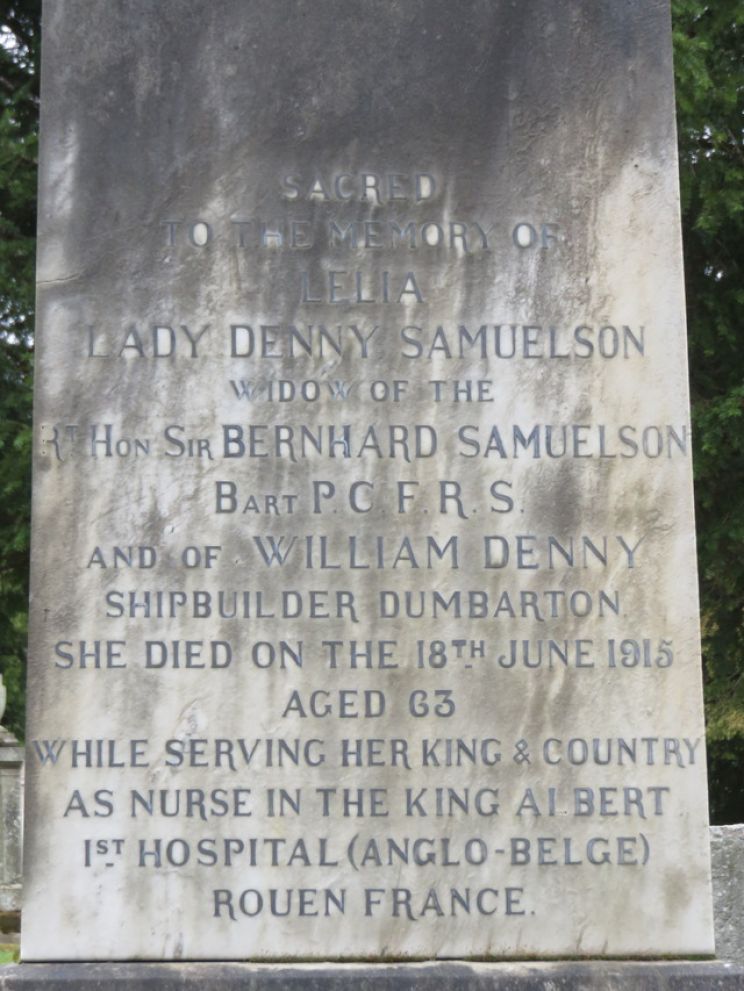 SACRED
TO THE MEMORY OF
LELIA
LADY DENNY SAMUELSON
WIDOW OF THE
RT HON SIR BERNHARD SAMUELSON
BART P.C. F.R.S.
AND OF WILLIAM DENNY
SHIPBUILDER DUMBARTON.
SHE DIED ON THE 18TH JUNE 1915
AGED 63
WHILE SERVING HER KING & COUNTRY
AS NURSE IN THE KING ALBERT
1ST HOSPITAL (ANGLO-BELGE)
ROUEN FRANCE.